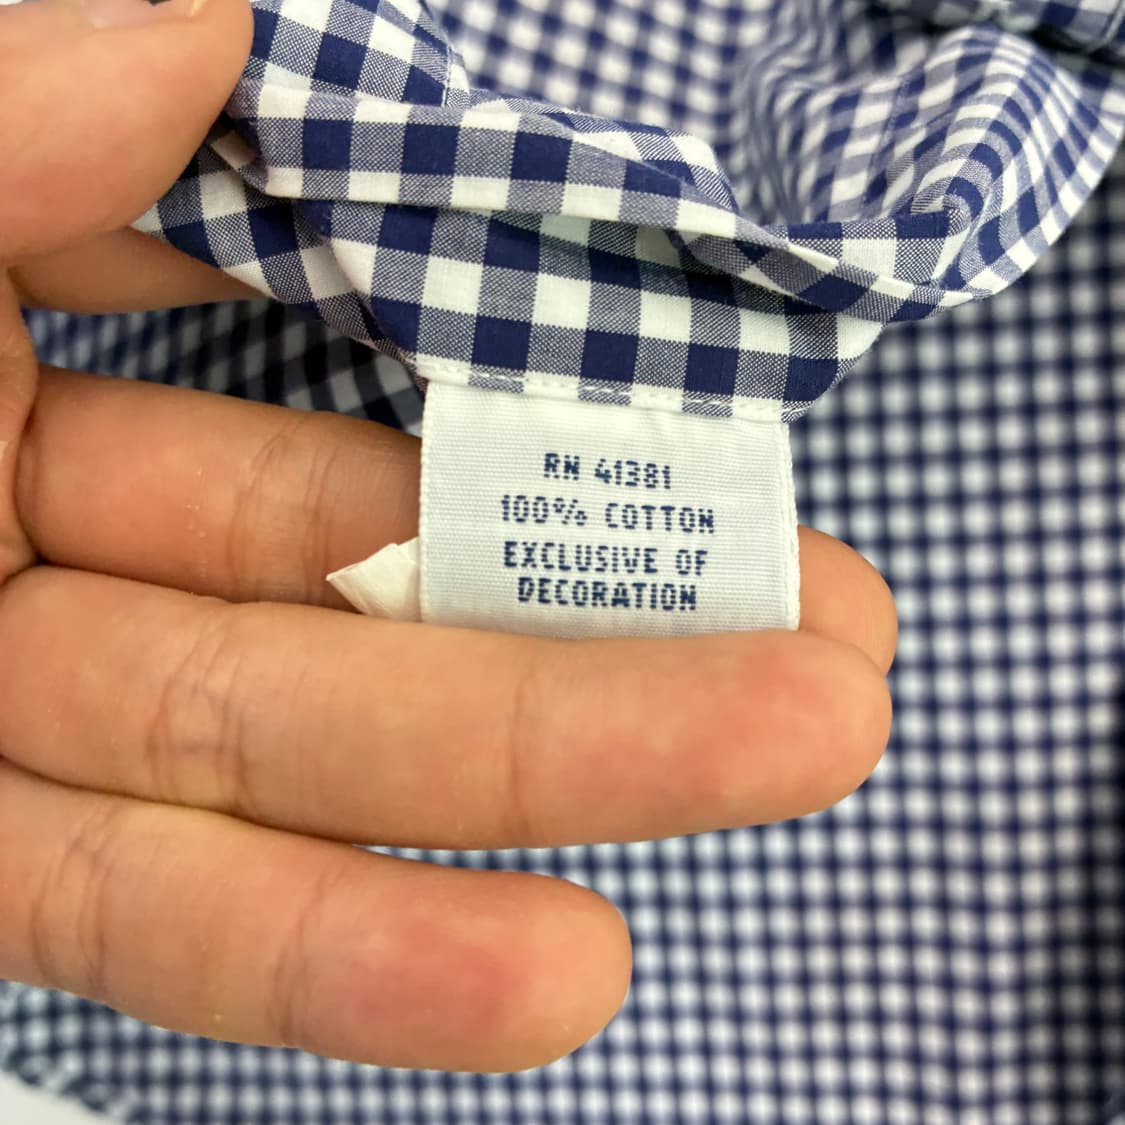 RN 41381
100% COTTON
EXCLUSIVE OF
DECORATION